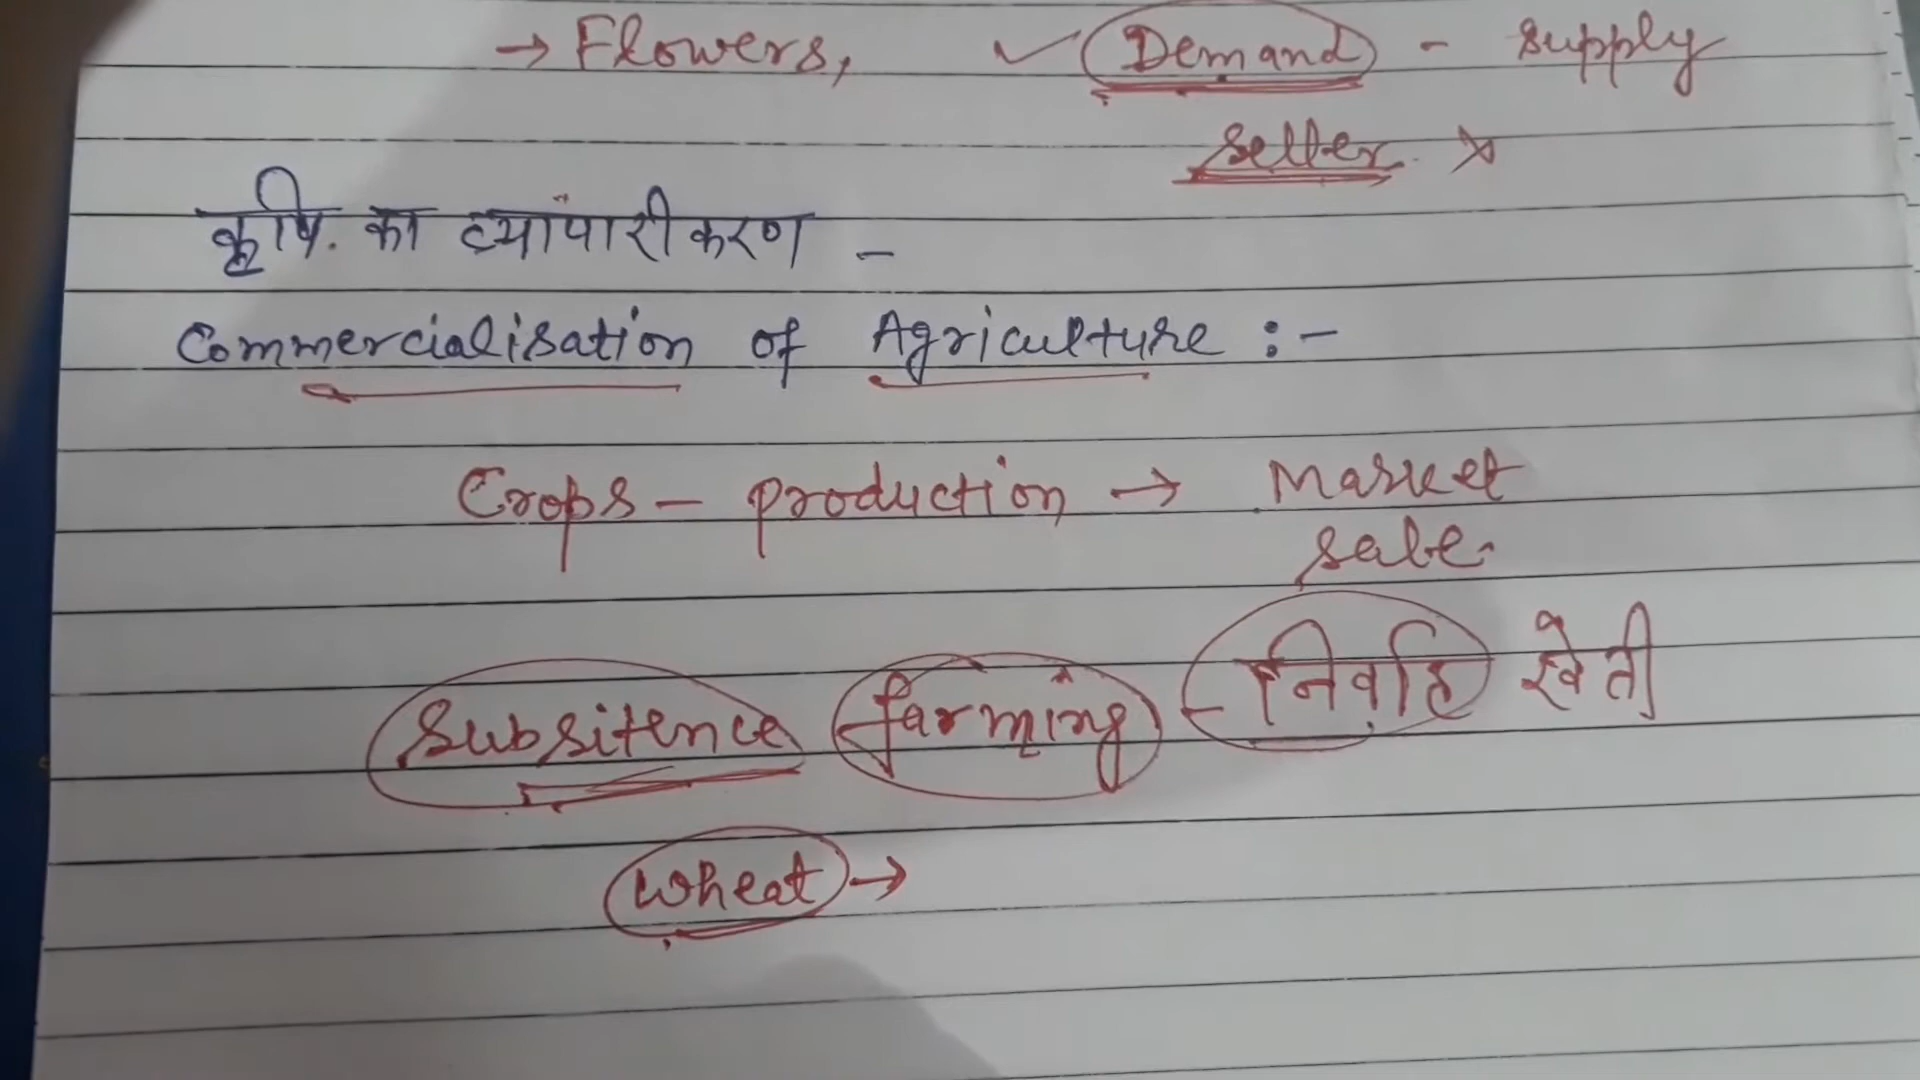 → Flowers, ✓ Demand - supply
seller x
कृषि. का व्यापारीकरण -
Commercialisation of Agriculture :-
Crops - production → Market
sale
Subsitence farming - निर्वाह खेती
wheat →